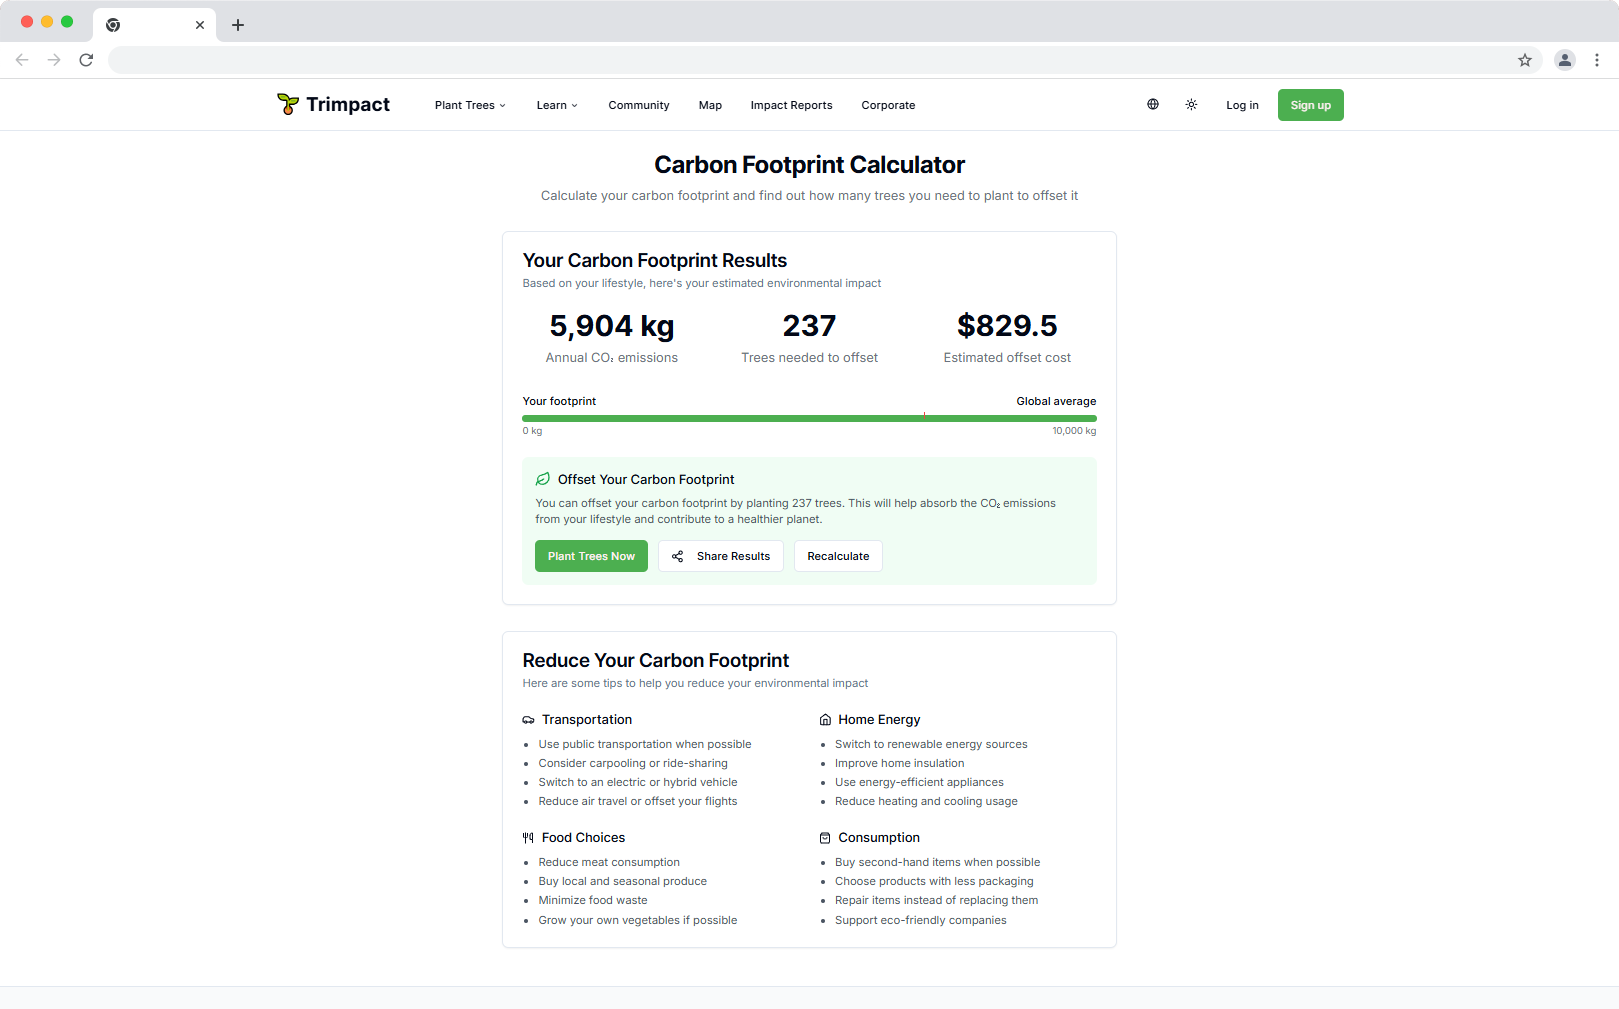 Trimpact
Plant Trees
Learn
Community
Map
Impact Reports
Corporate
Log in
Sign up
Carbon Footprint Calculator
Calculate your carbon footprint and find out how many trees you need to plant to offset it
Your Carbon Footprint Results
Based on your lifestyle, here's your estimated environmental impact
5,904 kg
Annual CO₂ emissions
237
Trees needed to offset
$829.5
Estimated offset cost
Your footprint
Global average
0 kg
10,000 kg
Offset Your Carbon Footprint
You can offset your carbon footprint by planting 237 trees. This will help absorb the CO₂ emissions
from your lifestyle and contribute to a healthier planet.
Plant Trees Now
Share Results
Recalculate
Reduce Your Carbon Footprint
Here are some tips to help you reduce your environmental impact
Transportation
Use public transportation when possible
Consider carpooling or ride-sharing
Switch to an electric or hybrid vehicle
Reduce air travel or offset your flights
Home Energy
Switch to renewable energy sources
Improve home insulation
Use energy-efficient appliances
Reduce heating and cooling usage
Food Choices
Reduce meat consumption
Buy local and seasonal produce
Minimize food waste
Grow your own vegetables if possible
Consumption
Buy second-hand items when possible
Choose products with less packaging
Repair items instead of replacing them
Support eco-friendly companies